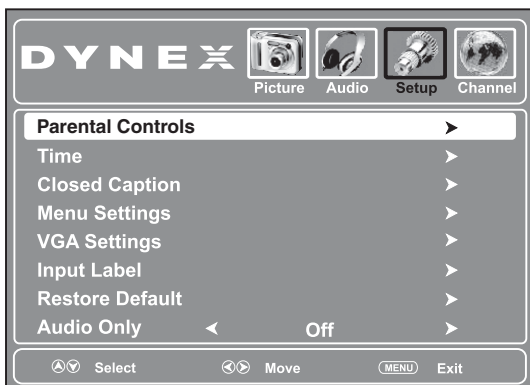 DYNEX
Picture Audio Setup Channel
Parental Controls
Time
Closed Caption
Menu Settings
VGA Settings
Input Label
Restore Default
Audio Only Off
Select Move MENU Exit